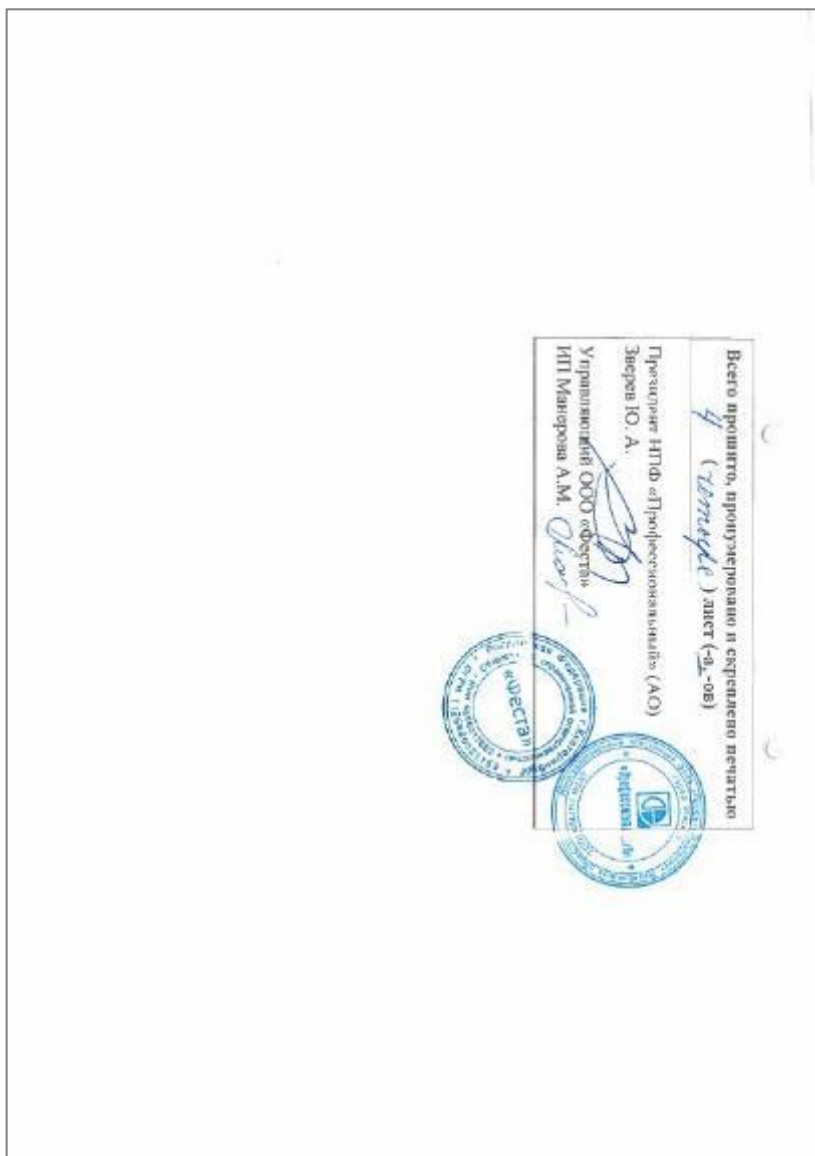 Всего прошито, пронумеровано и скреплено печатью
4 (четыре) лист (-а, -ов)
Президент НПФ «Профессиональный» (АО)
Зверев Ю. А.
Управляющий ООО «Феста»
ИП Манерова А.М.
«Феста»